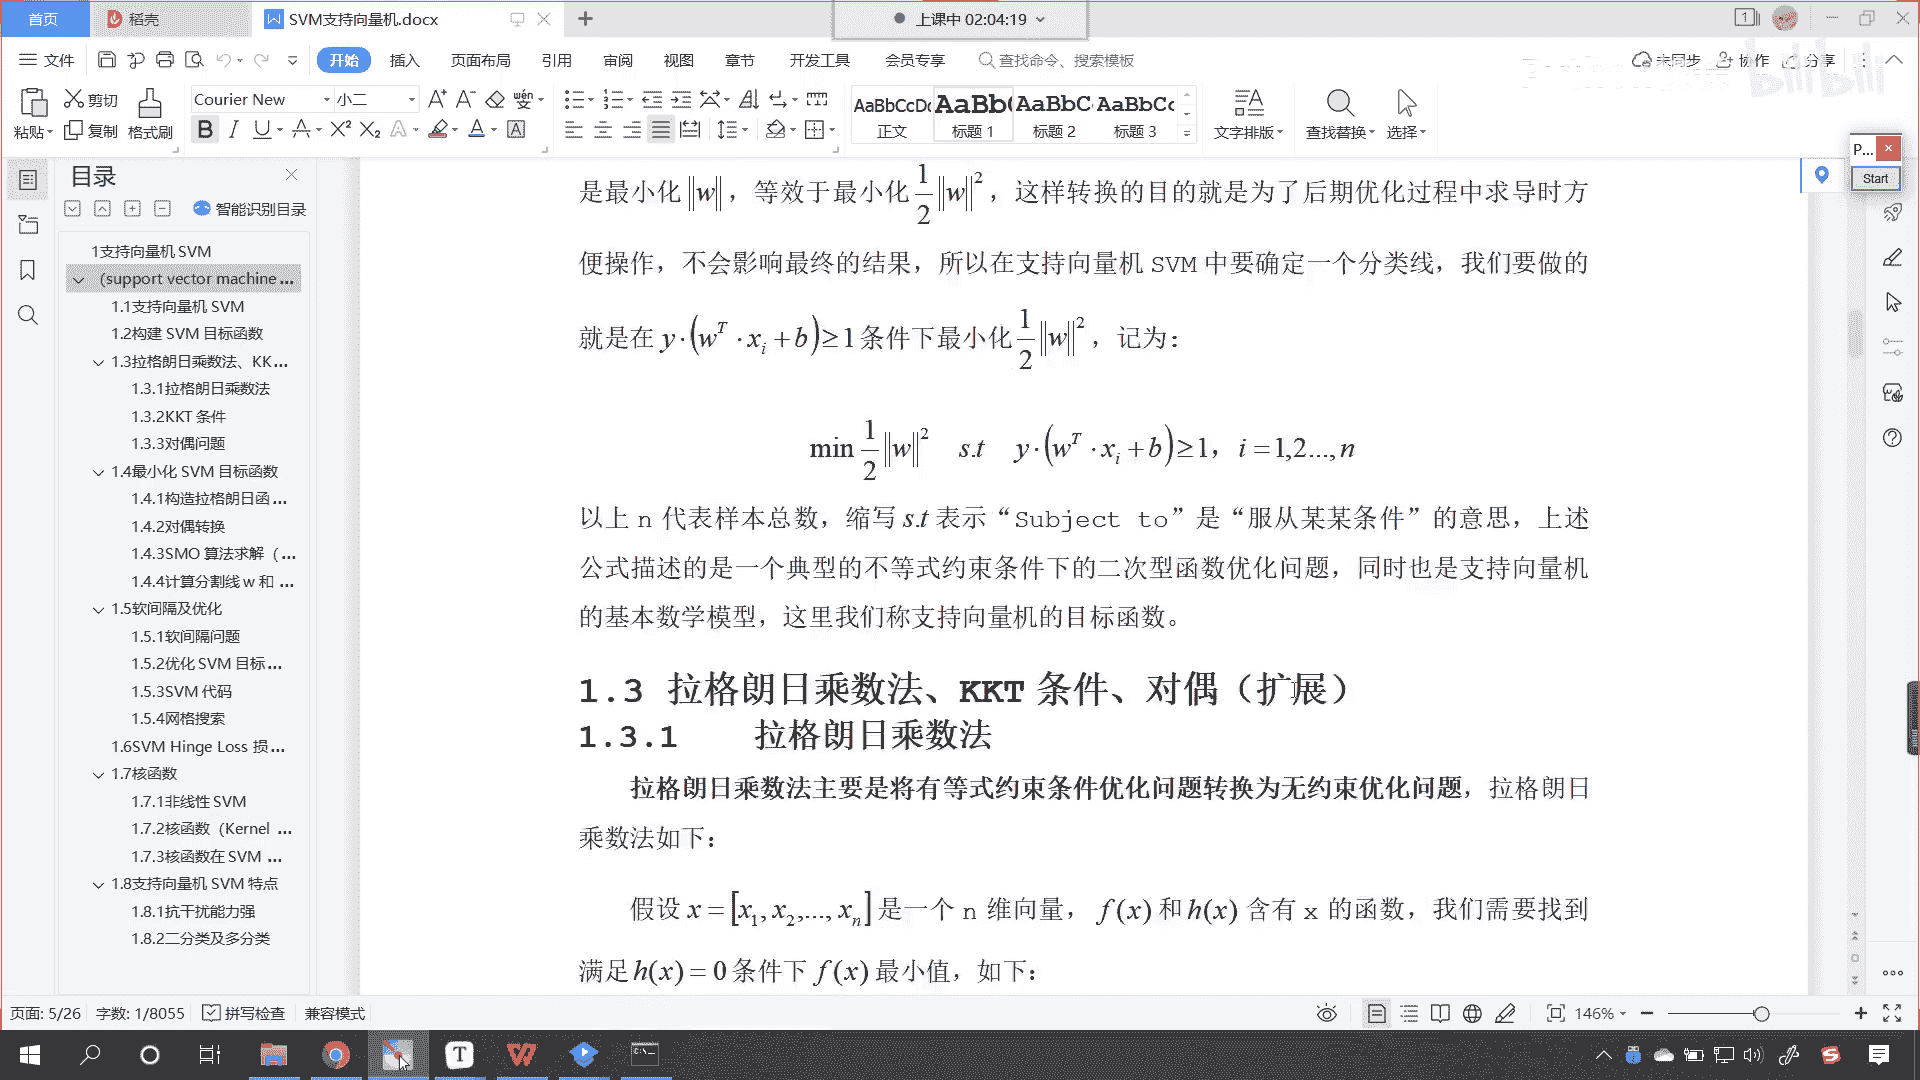 首页
稻壳
SVM支持向量机.docx
上课中 02:04:19
文件
开始
插入
页面布局
引用
审阅
视图
章节
开发工具
会员专享
查找命令、搜索模板
未同步
协作
分享
bilibili
粘贴
剪切
复制
格式刷
Courier New
小二
AaBbCcDd
正文
AaBb(
标题 1
AaBbC
标题 2
AaBbC
标题 3
文字排版
查找替换
选择
P...
Start
目录
智能识别目录
1支持向量机 SVM
(support vector machine ...
1.1支持向量机 SVM
1.2构建 SVM 目标函数
1.3拉格朗日乘数法、KK...
1.3.1拉格朗日乘数法
1.3.2KKT 条件
1.3.3对偶问题
1.4最小化 SVM 目标函数
1.4.1构造拉格朗日函 ...
1.4.2对偶转换
1.4.3SMO 算法求解（ ...
1.4.4计算分割线 w 和 ...
1.5软间隔及优化
1.5.1软间隔问题
1.5.2优化 SVM 目标 ...
1.5.3SVM 代码
1.5.4网格搜索
1.6SVM Hinge Loss 损 ...
1.7核函数
1.7.1非线性 SVM
1.7.2核函数（Kernel ...
1.7.3核函数在 SVM ...
1.8支持向量机 SVM 特点
1.8.1抗干扰能力强
1.8.2二分类及多分类
是最小化‖w‖，等效于最小化 1/2‖w‖²，这样转换的目的就是为了后期优化过程中求导时方
便操作，不会影响最终的结果，所以在支持向量机 SVM 中要确定一个分类线，我们要做的
就是在 y·(w^T·x_i+b)≥1 条件下最小化 1/2‖w‖²，记为：
min 1/2‖w‖² s.t y·(w^T·x_i+b)≥1，i=1,2...,n
以上 n 代表样本总数，缩写 s.t 表示“Subject to”是“服从某某条件”的意思，上述
公式描述的是一个典型的不等式约束条件下的二次型函数优化问题，同时也是支持向量机
的基本数学模型，这里我们称支持向量机的目标函数。
1.3 拉格朗日乘数法、KKT 条件、对偶（扩展）
1.3.1 拉格朗日乘数法
拉格朗日乘数法主要是将有等式约束条件优化问题转换为无约束优化问题，拉格朗日
乘数法如下：
假设 x=[x₁,x₂,...,xₙ]是一个 n 维向量，f(x)和h(x)含有 x 的函数，我们需要找到
满足h(x)=0条件下 f(x)最小值，如下：
页面: 5/26
字数: 1/8055
拼写检查
兼容模式
146%